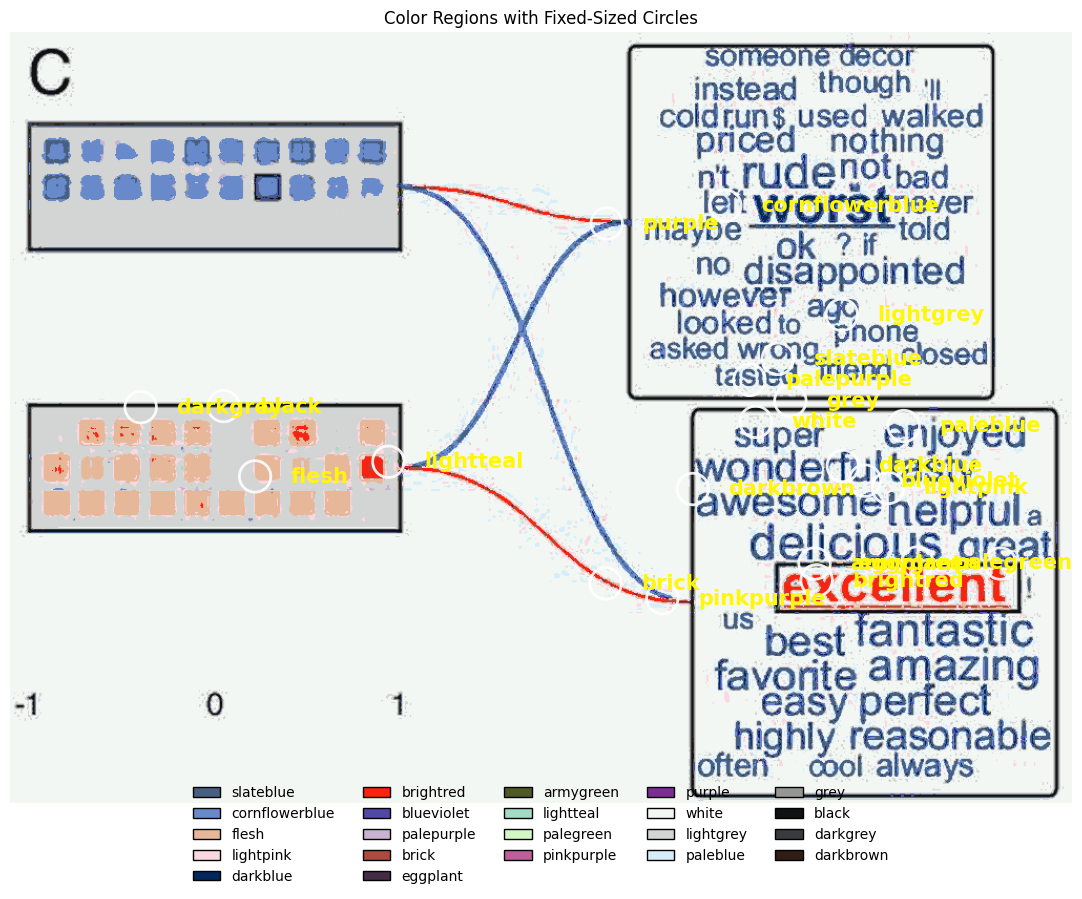 Color Regions with Fixed-Sized Circles
C
someone decor
instead though 'll
cold run $ used walked
priced nothing
n't rude not bad
left worst
cornflowerblue
purple
maybe told
ok ? if
no disappointed
however ago
lightgrey
looked to phone
asked wrong closed
slateblue
tasted friend
palepurple
grey
white
darkgrey
black
super enjoyed
paleblue
lightteal
wonderful
darkblue
flesh
darkbrown
lightpink
awesome helpful a
delicious great
palegreen
brick
brightred
excellent !
pinkpurple
us best fantastic
favorite amazing
easy perfect
-1 0 1
highly reasonable
often cool always
slateblue brightred armygreen purple grey
cornflowerblue blueviolet lightteal white black
flesh palepurple palegreen lightgrey darkgrey
lightpink brick pinkpurple paleblue darkbrown
darkblue eggplant